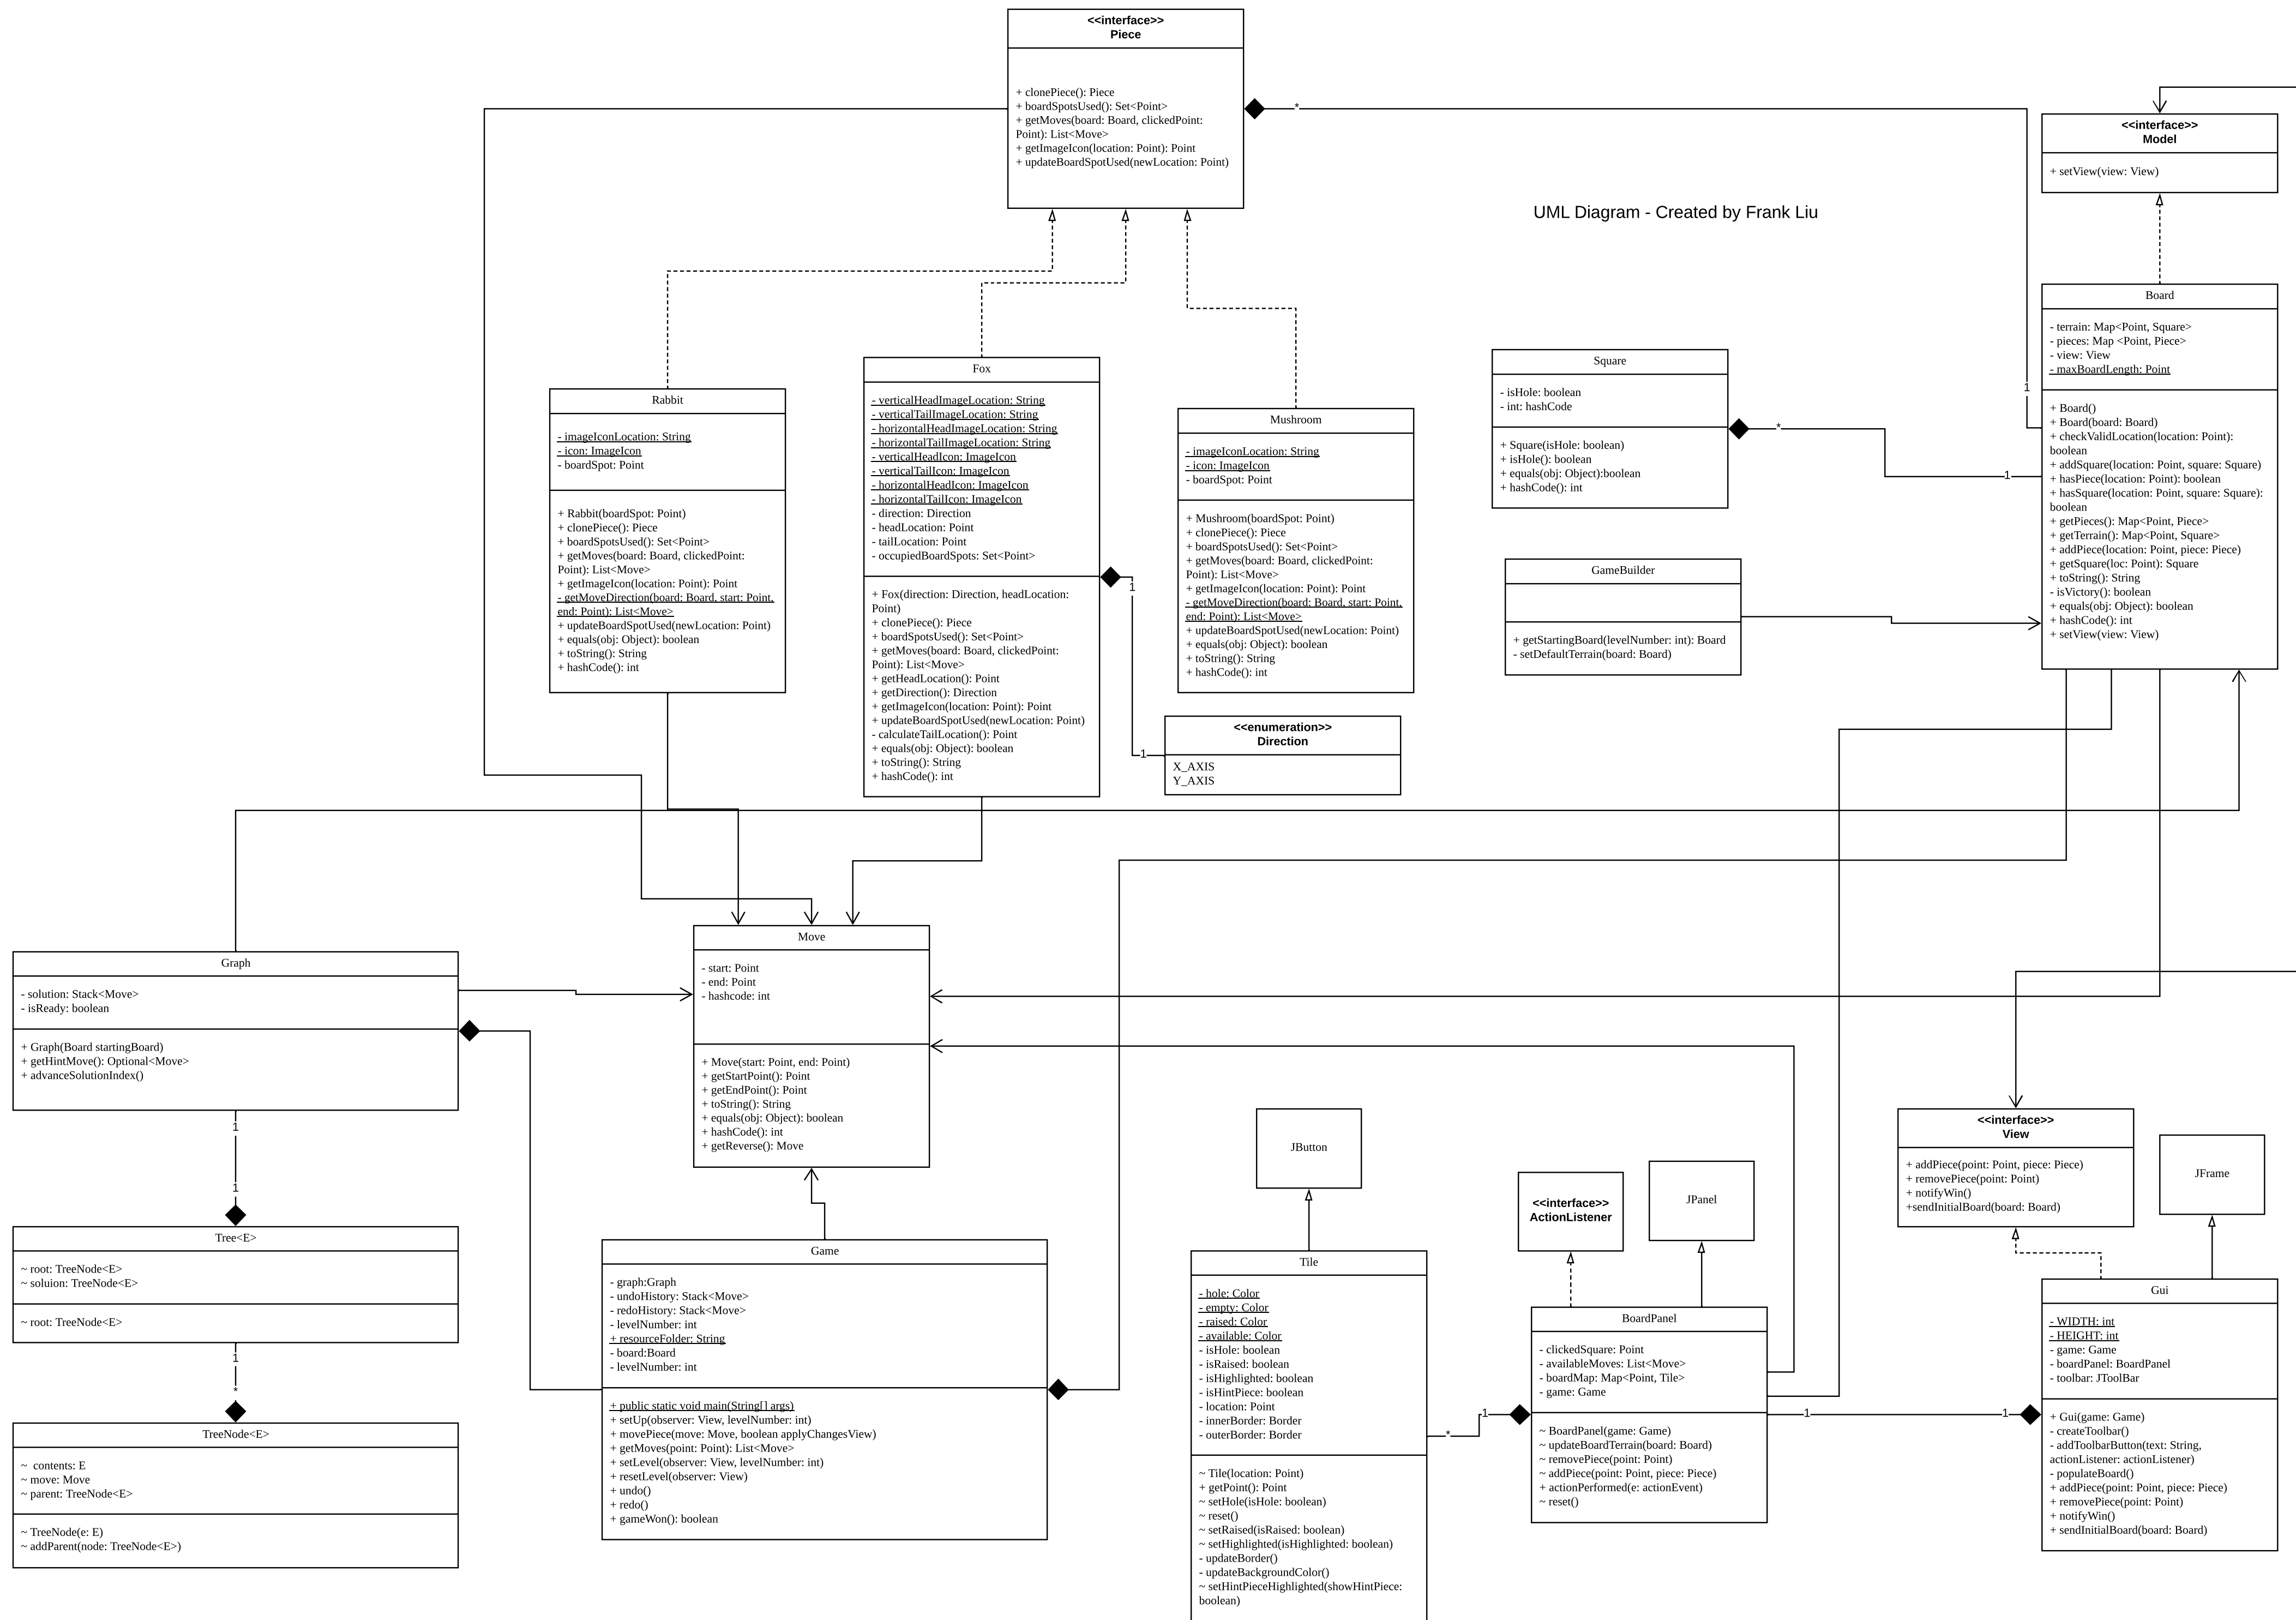 <<interface>>
Piece
+ clonePiece(): Piece
+ boardSpotsUsed(): Set<Point>
+ getMoves(board: Board, clickedPoint:
Point): List<Move>
+ getImageIcon(location: Point): Point
+ updateBoardSpotUsed(newLocation: Point)
*
1
<<interface>>
Model
+ setView(view: View)
UML Diagram - Created by Frank Liu
Board
- terrain: Map<Point, Square>
- pieces: Map <Point, Piece>
- view: View
- maxBoardLength: Point
+ Board()
+ Board(board: Board)
+ checkValidLocation(location: Point):
boolean
+ addSquare(location: Point, square: Square)
+ hasPiece(location: Point): boolean
+ hasSquare(location: Point, square: Square):
boolean
+ getPieces(): Map<Point, Piece>
+ getTerrain(): Map<Point, Square>
+ addPiece(location: Point, piece: Piece)
+ getSquare(loc: Point): Square
+ toString(): String
- isVictory(): boolean
+ equals(obj: Object): boolean
+ hashCode(): int
+ setView(view: View)
Rabbit
- imageIconLocation: String
- icon: ImageIcon
- boardSpot: Point
+ Rabbit(boardSpot: Point)
+ clonePiece(): Piece
+ boardSpotsUsed(): Set<Point>
+ getMoves(board: Board, clickedPoint:
Point): List<Move>
+ getImageIcon(location: Point): Point
- getMoveDirection(board: Board, start: Point,
end: Point): List<Move>
+ updateBoardSpotUsed(newLocation: Point)
+ equals(obj: Object): boolean
+ toString(): String
+ hashCode(): int
Fox
- verticalHeadImageLocation: String
- verticalTailImageLocation: String
- horizontalHeadImageLocation: String
- horizontalTailImageLocation: String
- verticalHeadIcon: ImageIcon
- verticalTailIcon: ImageIcon
- horizontalHeadIcon: ImageIcon
- horizontalTailIcon: ImageIcon
- direction: Direction
- headLocation: Point
- tailLocation: Point
- occupiedBoardSpots: Set<Point>
+ Fox(direction: Direction, headLocation:
Point)
+ clonePiece(): Piece
+ boardSpotsUsed(): Set<Point>
+ getMoves(board: Board, clickedPoint:
Point): List<Move>
+ getHeadLocation(): Point
+ getDirection(): Direction
+ getImageIcon(location: Point): Point
+ updateBoardSpotUsed(newLocation: Point)
- calculateTailLocation(): Point
+ equals(obj: Object): boolean
+ toString(): String
+ hashCode(): int
1
1
Mushroom
- imageIconLocation: String
- icon: ImageIcon
- boardSpot: Point
+ Mushroom(boardSpot: Point)
+ clonePiece(): Piece
+ boardSpotsUsed(): Set<Point>
+ getMoves(board: Board, clickedPoint:
Point): List<Move>
+ getImageIcon(location: Point): Point
- getMoveDirection(board: Board, start: Point,
end: Point): List<Move>
+ updateBoardSpotUsed(newLocation: Point)
+ equals(obj: Object): boolean
+ toString(): String
+ hashCode(): int
<<enumeration>>
Direction
X_AXIS
Y_AXIS
Square
- isHole: boolean
- int: hashCode
+ Square(isHole: boolean)
+ isHole(): boolean
+ equals(obj: Object):boolean
+ hashCode(): int
*
1
GameBuilder
+ getStartingBoard(levelNumber: int): Board
- setDefaultTerrain(board: Board)
Graph
- solution: Stack<Move>
- isReady: boolean
+ Graph(Board startingBoard)
+ getHintMove(): Optional<Move>
+ advanceSolutionIndex()
1
1
Tree<E>
~ root: TreeNode<E>
~ soluion: TreeNode<E>
~ root: TreeNode<E>
1
*
TreeNode<E>
~  contents: E
~ move: Move
~ parent: TreeNode<E>
~ TreeNode(e: E)
~ addParent(node: TreeNode<E>)
Move
- start: Point
- end: Point
- hashcode: int
+ Move(start: Point, end: Point)
+ getStartPoint(): Point
+ getEndPoint(): Point
+ toString(): String
+ equals(obj: Object): boolean
+ hashCode(): int
+ getReverse(): Move
Game
- graph:Graph
- undoHistory: Stack<Move>
- redoHistory: Stack<Move>
- levelNumber: int
+ resourceFolder: String
- board:Board
- levelNumber: int
+ public static void main(String[] args)
+ setUp(observer: View, levelNumber: int)
+ movePiece(move: Move, boolean applyChangesView)
+ getMoves(point: Point): List<Move>
+ setLevel(observer: View, levelNumber: int)
+ resetLevel(observer: View)
+ undo()
+ redo()
+ gameWon(): boolean
JButton
Tile
- hole: Color
- empty: Color
- raised: Color
- available: Color
- isHole: boolean
- isRaised: boolean
- isHighlighted: boolean
- isHintPiece: boolean
- location: Point
- innerBorder: Border
- outerBorder: Border
~ Tile(location: Point)
+ getPoint(): Point
~ setHole(isHole: boolean)
~ reset()
~ setRaised(isRaised: boolean)
~ setHighlighted(isHighlighted: boolean)
- updateBorder()
- updateBackgroundColor()
~ setHintPieceHighlighted(showHintPiece:
boolean)
*
1
<<interface>>
ActionListener
JPanel
BoardPanel
- clickedSquare: Point
- availableMoves: List<Move>
- boardMap: Map<Point, Tile>
- game: Game
~ BoardPanel(game: Game)
~ updateBoardTerrain(board: Board)
~ removePiece(point: Point)
~ addPiece(point: Point, piece: Piece)
+ actionPerformed(e: actionEvent)
~ reset()
1
1
<<interface>>
View
+ addPiece(point: Point, piece: Piece)
+ removePiece(point: Point)
+ notifyWin()
+sendInitialBoard(board: Board)
JFrame
Gui
- WIDTH: int
- HEIGHT: int
- game: Game
- boardPanel: BoardPanel
- toolbar: JToolBar
+ Gui(game: Game)
- createToolbar()
- addToolbarButton(text: String,
actionListener: actionListener)
- populateBoard()
+ addPiece(point: Point, piece: Piece)
+ removePiece(point: Point)
+ notifyWin()
+ sendInitialBoard(board: Board)